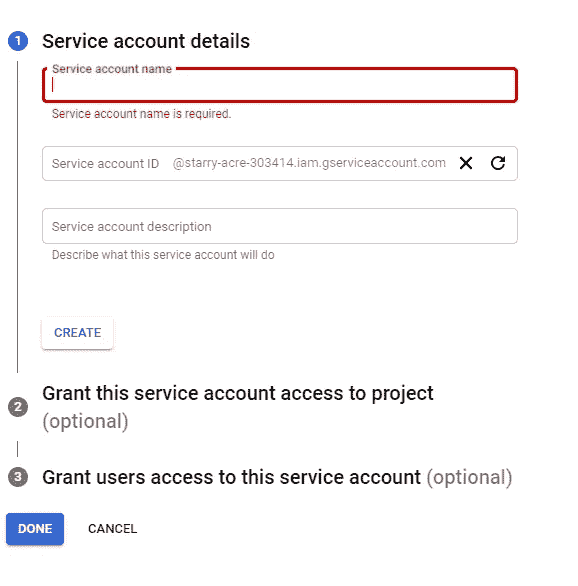 1 Service account details
Service account name
Service account name is required.
Service account ID @starry-acre-303414.iam.gserviceaccount.com
Service account description
Describe what this service account will do
CREATE
2 Grant this service account access to project
(optional)
3 Grant users access to this service account (optional)
DONE CANCEL